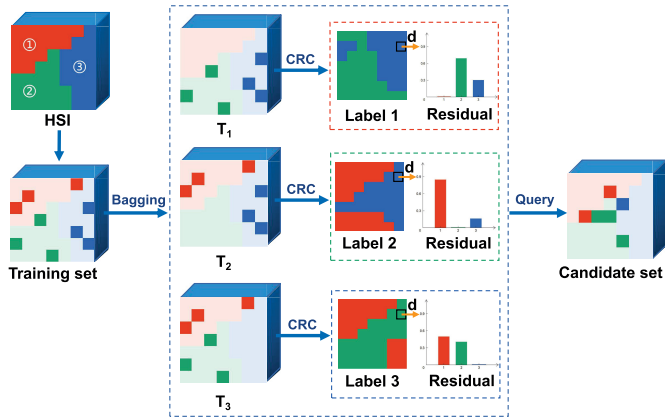 ①
②
③
HSI
Training set
Bagging
T1
CRC
d
Label 1
Residual
T2
CRC
d
Label 2
Residual
T3
CRC
d
Label 3
Residual
Query
Candidate set